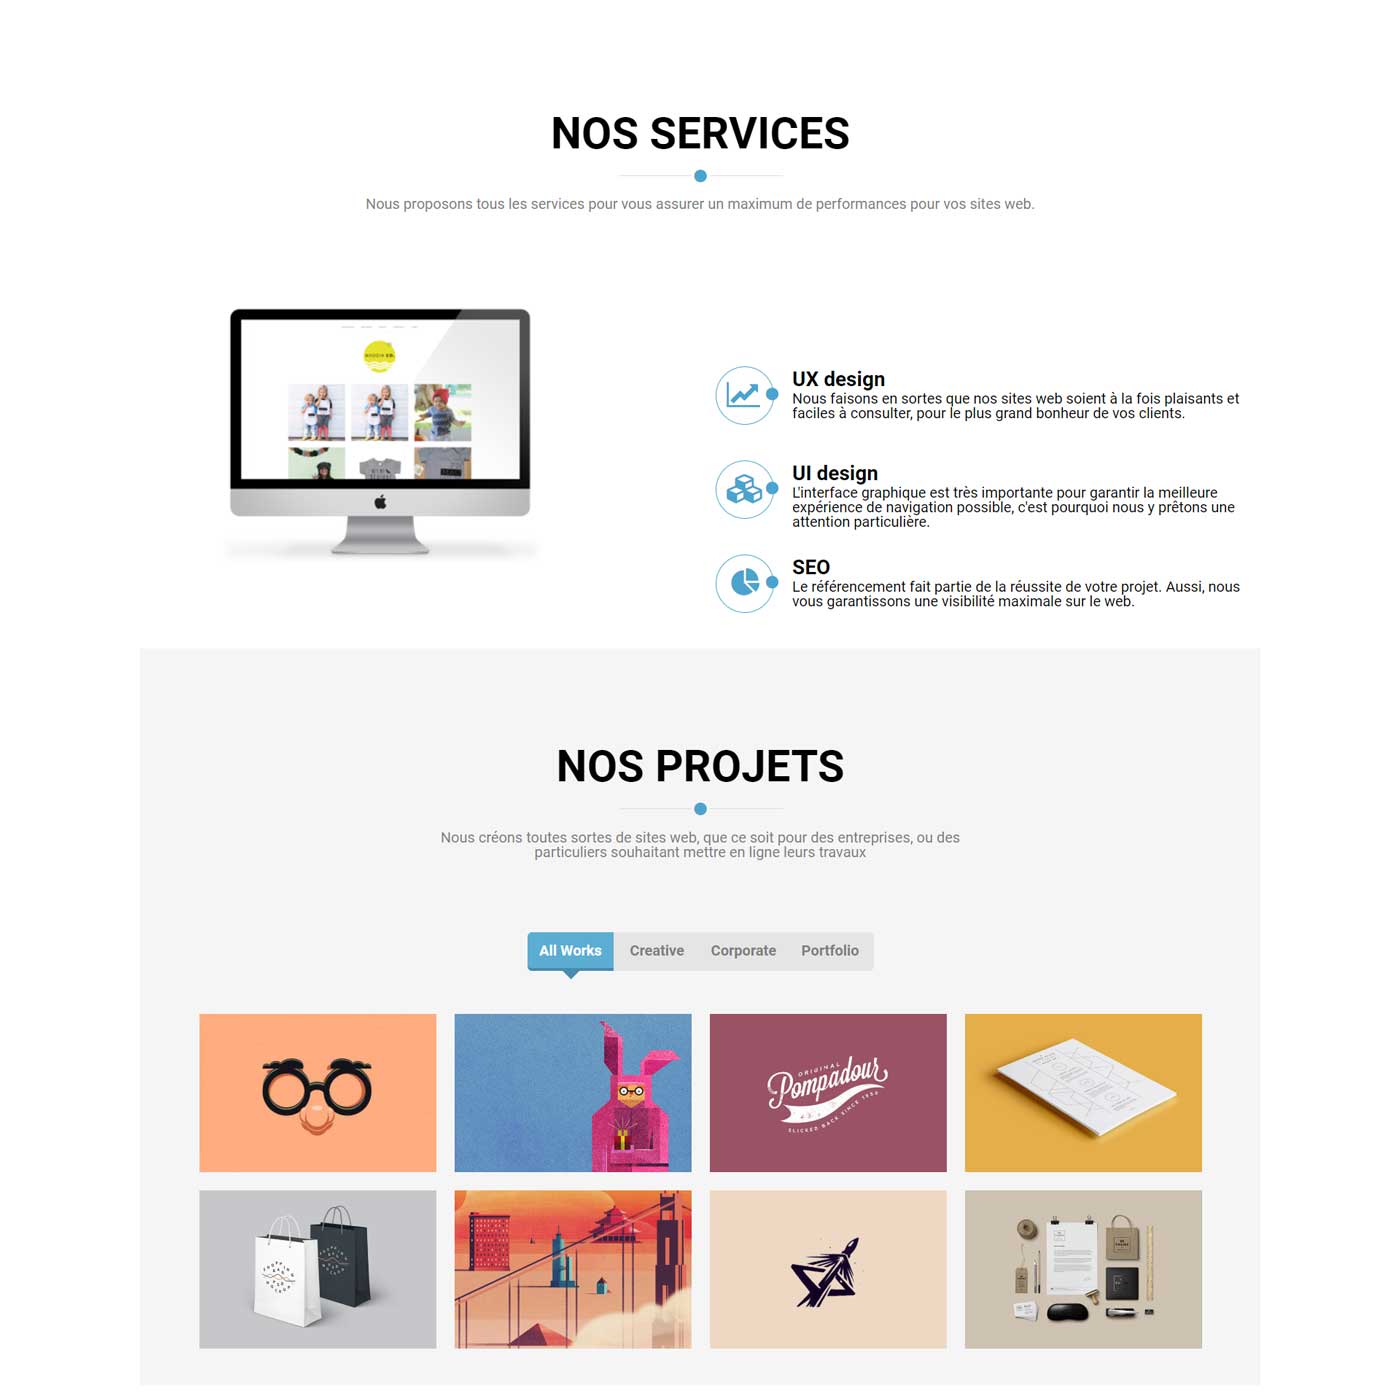 NOS SERVICES
Nous proposons tous les services pour vous assurer un maximum de performances pour vos sites web.
UX design
Nous faisons en sortes que nos sites web soient à la fois plaisants et
faciles à consulter, pour le plus grand bonheur de vos clients.
UI design
L'interface graphique est très importante pour garantir la meilleure
expérience de navigation possible, c'est pourquoi nous y prêtons une
attention particulière.
SEO
Le référencement fait partie de la réussite de votre projet. Aussi, nous
vous garantissons une visibilité maximale sur le web.
NOS PROJETS
Nous créons toutes sortes de sites web, que ce soit pour des entreprises, ou des
particuliers souhaitant mettre en ligne leurs travaux
All Works
Creative
Corporate
Portfolio
ORIGINAL
Pompadour
SLICKED BACK SINCE 1956